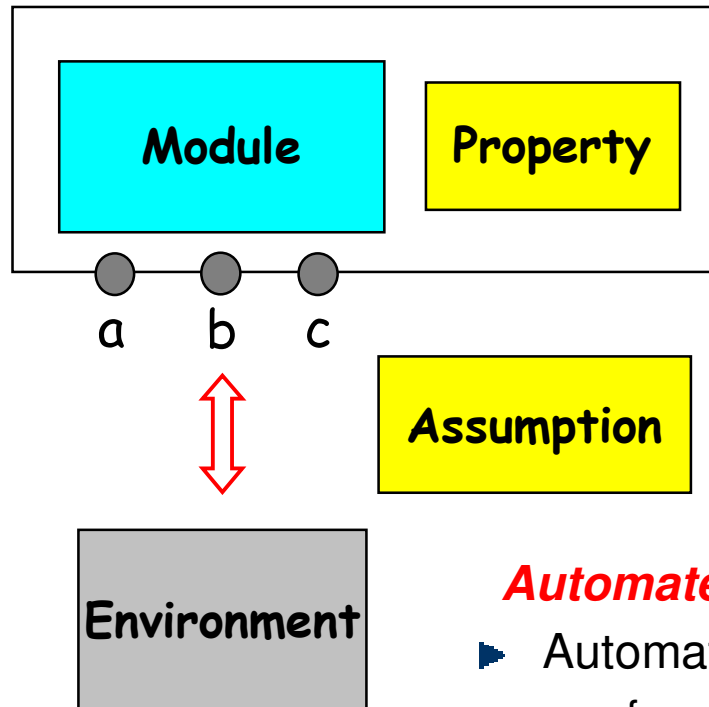 Module
Property
a b c
Assumption
Environment
Automate
Automat